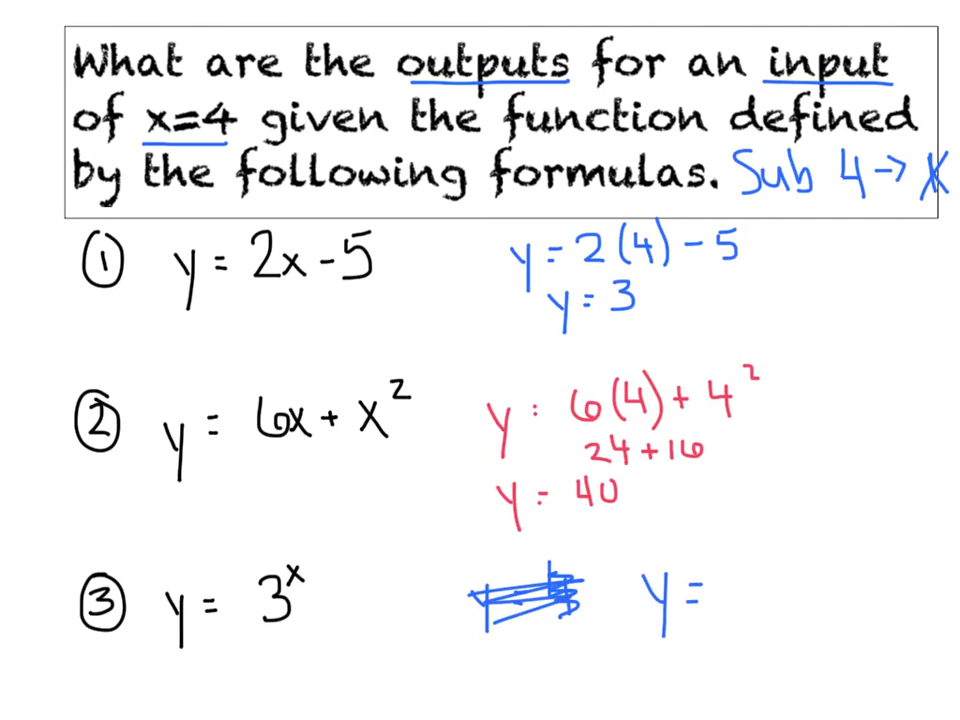 What are the outputs for an input
of x=4 given the function defined
by the following formulas. Sub 4 → x
① y = 2x - 5 y = 2(4) - 5
y = 3
② y = 6x + x² y = 6(4) + 4²
24 + 16
y = 40
③ y = 3ˣ y =